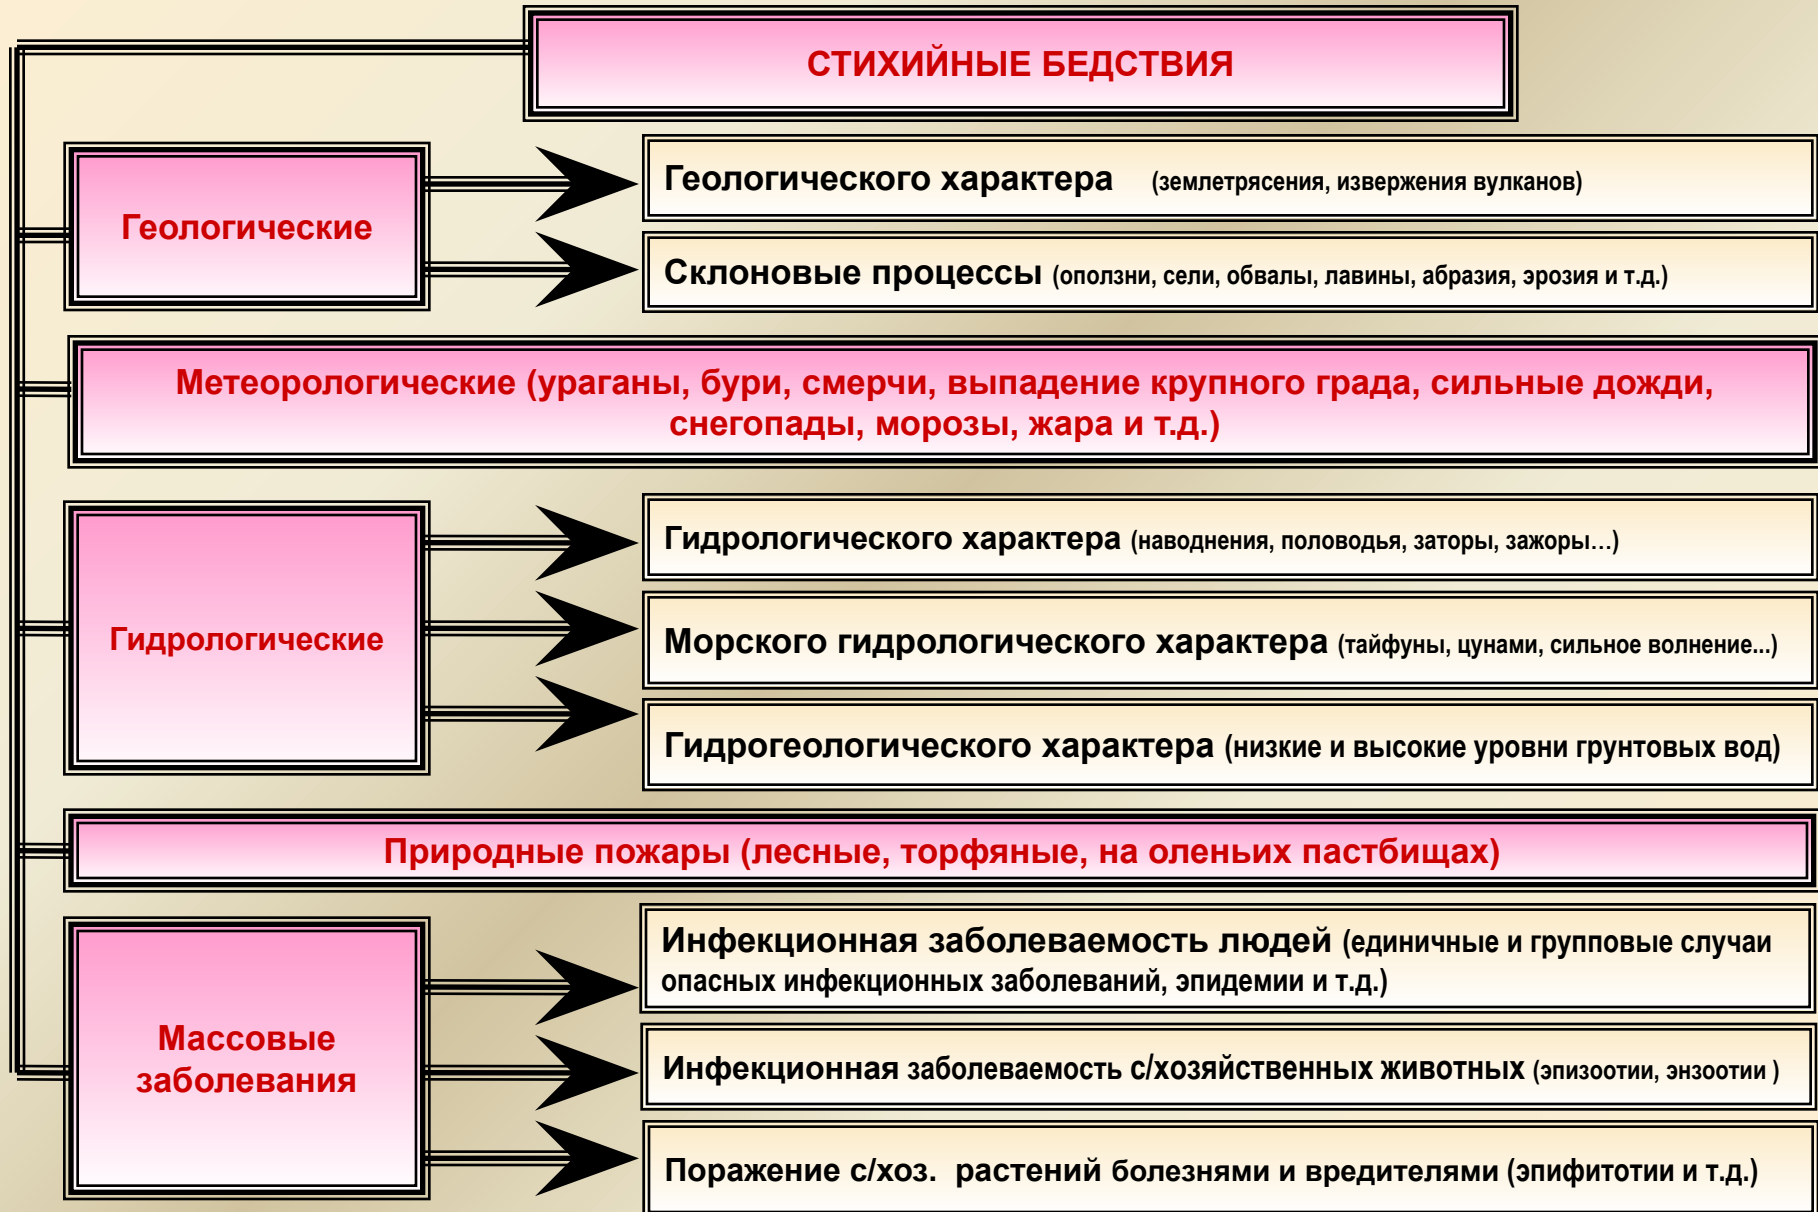 СТИХИЙНЫЕ БЕДСТВИЯ
Геологические
Геологического характера (землетрясения, извержения вулканов)
Склоновые процессы (оползни, сели, обвалы, лавины, абразия, эрозия и т.д.)
Метеорологические (ураганы, бури, смерчи, выпадение крупного града, сильные дожди,
снегопады, морозы, жара и т.д.)
Гидрологические
Гидрологического характера (наводнения, половодья, заторы, зажоры…)
Морского гидрологического характера (тайфуны, цунами, сильное волнение...)
Гидрогеологического характера (низкие и высокие уровни грунтовых вод)
Природные пожары (лесные, торфяные, на оленьих пастбищах)
Массовые
заболевания
Инфекционная заболеваемость людей (единичные и групповые случаи
опасных инфекционных заболеваний, эпидемии и т.д.)
Инфекционная заболеваемость с/хозяйственных животных (эпизоотии, энзоотии )
Поражение с/хоз. растений болезнями и вредителями (эпифитотии и т.д.)